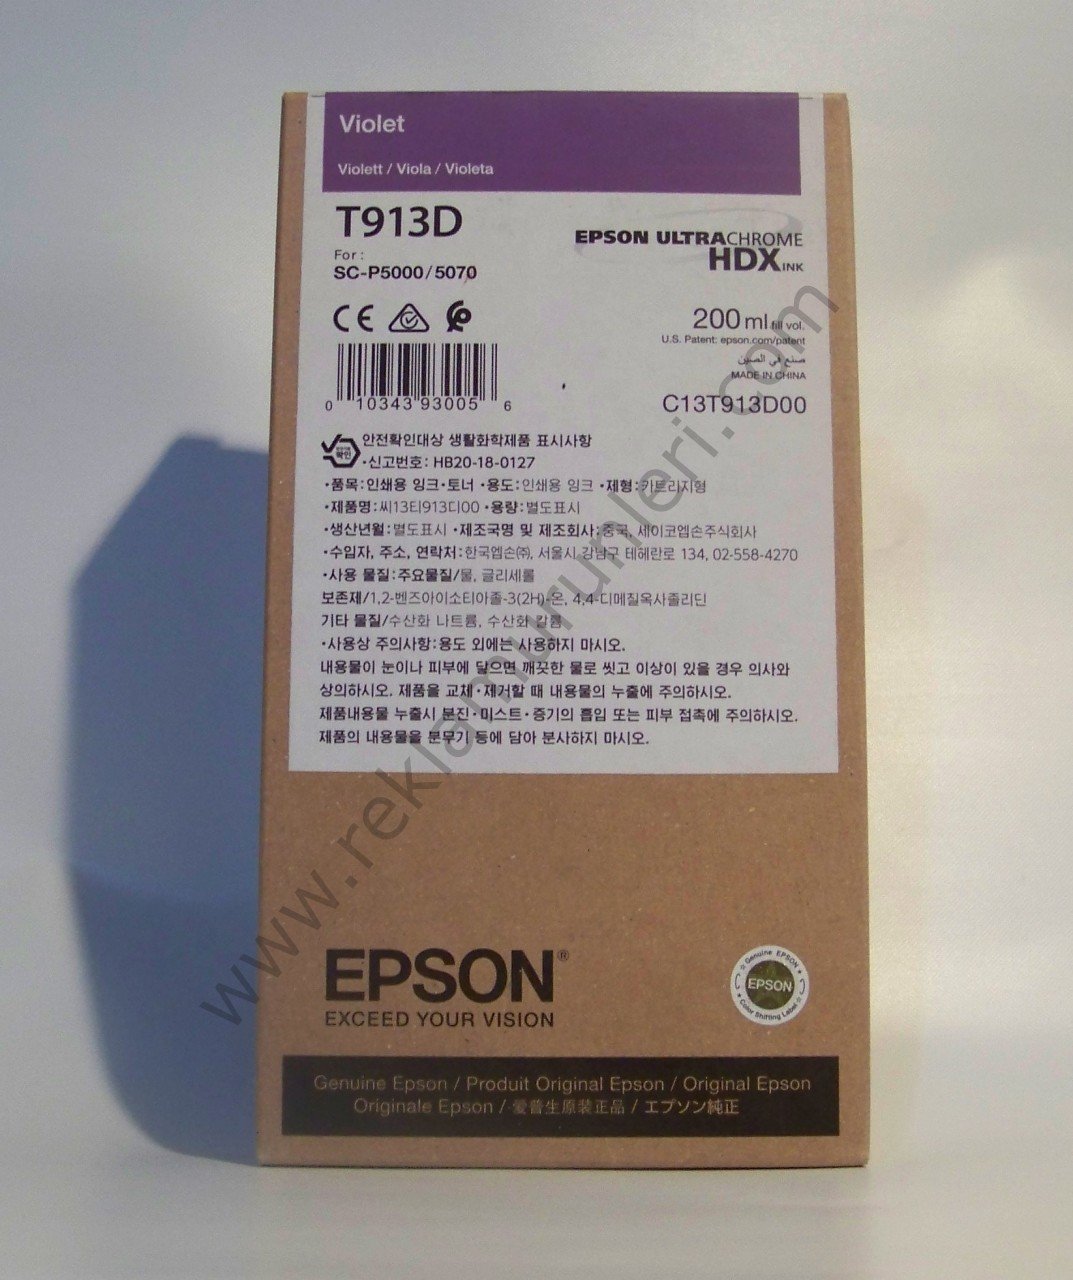 Violet
Violett / Viola / Violeta
T913D
For :
SC-P5000/5070
EPSON ULTRACHROME
HDX INK
200 ml fill vol.
U.S. Patent: epson.com/patent
صنع في الصين
MADE IN CHINA
C13T913D00
0 10343 93005 6
안전확인대상 생활화학제품 표시사항
확인
•신고번호: HB20-18-0127
•품목:인쇄용 잉크•토너 •용도:인쇄용 잉크 •제형:카트리지형
•제품명:씨13티913디00 •용량:별도표시
•생산년월:별도표시 •제조국명 및 제조회사:중국, 세이코엡손주식회사
•수입자, 주소, 연락처:한국엡손㈜, 서울시 강남구 테헤란로 134, 02-558-4270
•사용 물질:주요물질/물, 글리세롤
보존제/1,2-벤즈아이소티아졸-3(2H)-온, 4,4-디메질옥사졸리딘
기타 물질/수산화 나트륨, 수산화 칼륨
•사용상 주의사항:용도 외에는 사용하지 마시오.
내용물이 눈이나 피부에 닿으면 깨끗한 물로 씻고 이상이 있을 경우 의사와
상의하시오. 제품을 교체•제거할 때 내용물의 누출에 주의하시오.
제품내용물 누출시 분진•미스트•증기의 흡입 또는 피부 접촉에 주의하시오.
제품의 내용물을 분무기 등에 담아 분사하지 마시오.
www.reklamurunleri.com
EPSON®
EXCEED YOUR VISION
Genuine EPSON
EPSON
Color Shifting Label
Genuine Epson / Produit Original Epson / Original Epson
Originale Epson / 爱普生原装正品 / エプソン純正